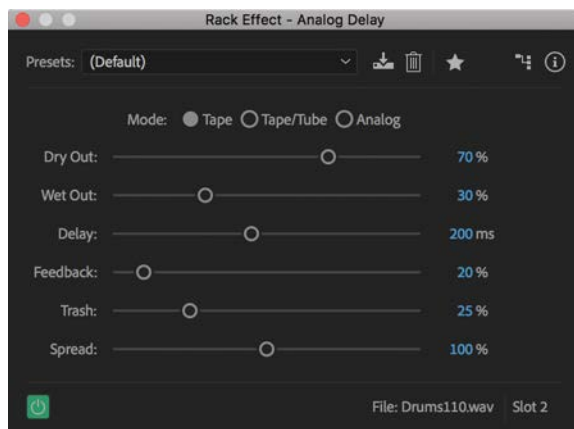 Rack Effect - Analog Delay
Presets: (Default)
Mode: Tape Tape/Tube Analog
Dry Out: 70 %
Wet Out: 30 %
Delay: 200 ms
Feedback: 20 %
Trash: 25 %
Spread: 100 %
File: Drums110.wav Slot 2